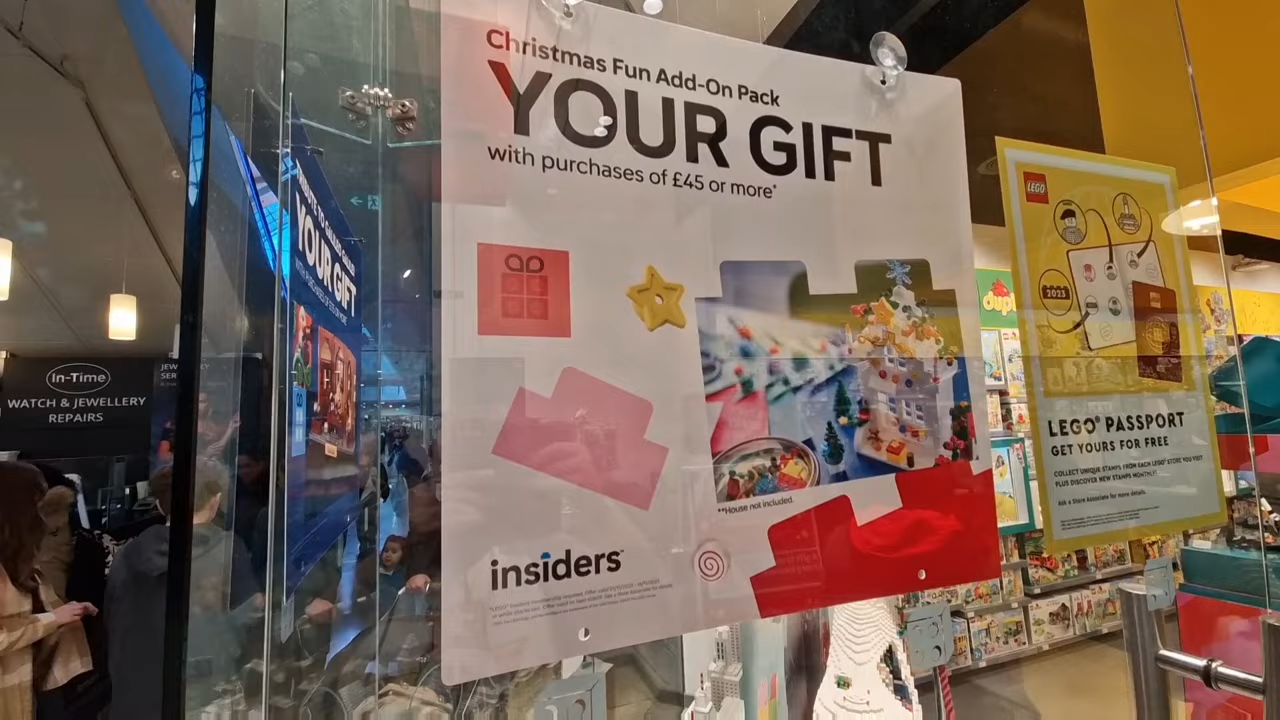 Christmas Fun Add-On Pack
YOUR GIFT
with purchases of £45 or more*
**House not included.
insiders™
LEGO
2023
LEGO® PASSPORT
GET YOURS FOR FREE
COLLECT UNIQUE STAMPS FROM EACH LEGO® STORE YOU VISIT
PLUS DISCOVER NEW STAMPS MONTHLY!
Ask a Store Associate for more details.
YOUR GIFT
In-Time
WATCH & JEWELLERY
REPAIRS